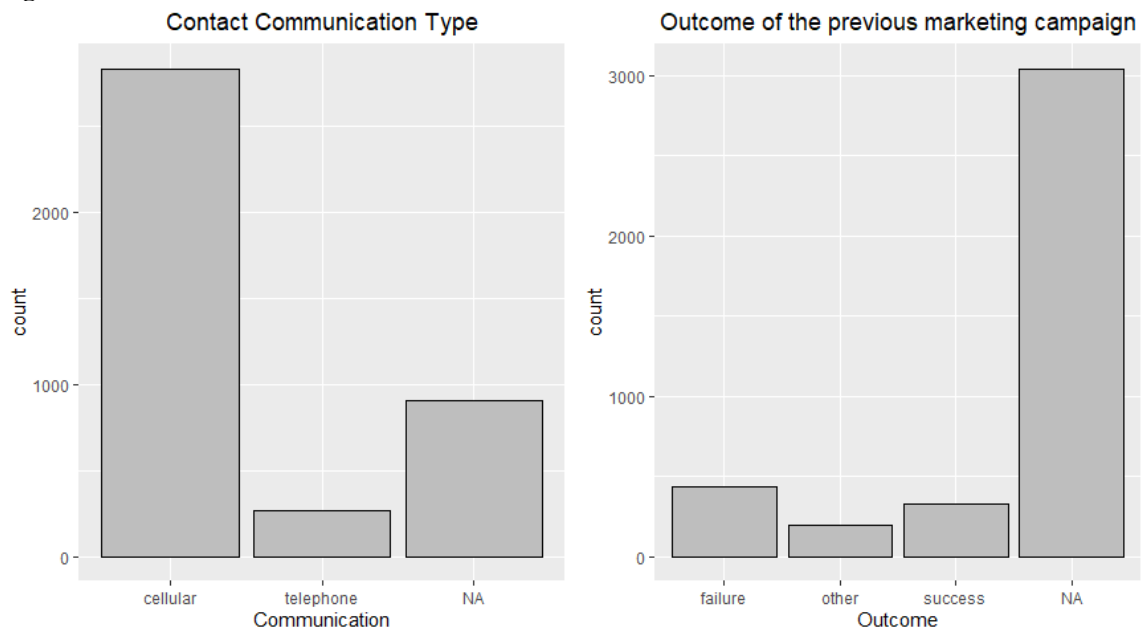 Contact Communication Type
count
2000
1000
0
cellular telephone NA
Communication
Outcome of the previous marketing campaign
count
3000
2000
1000
0
failure other success NA
Outcome